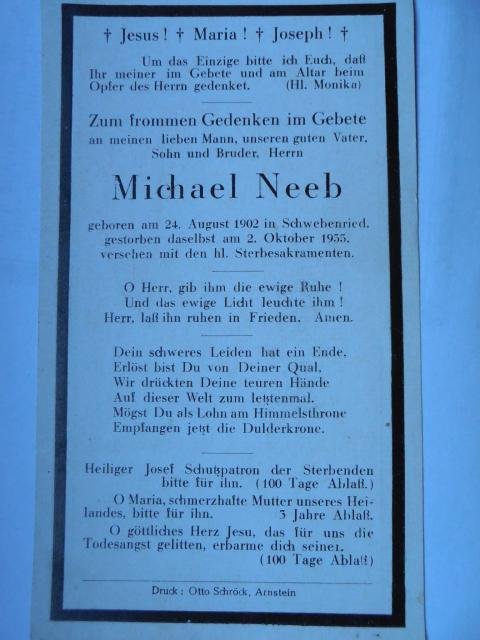 † Jesus! † Maria! † Joseph! †
Um das Einzige bitte ich Euch, daß
Ihr meiner im Gebete und am Altar beim
Opfer des Herrn gedenket. (Hl. Monika)
Zum frommen Gedenken im Gebete
an meinen lieben Mann, unseren guten Vater,
Sohn und Bruder, Herrn
Michael Neeb
geboren am 24. August 1902 in Schwebenried,
gestorben daselbst am 2. Oktober 1955,
versehen mit den hl. Sterbesakramenten.
O Herr, gib ihm die ewige Ruhe!
Und das ewige Licht leuchte ihm!
Herr, laß ihn ruhen in Frieden. Amen.
Dein schweres Leiden hat ein Ende,
Erlöst bist Du von Deiner Qual,
Wir drückten Deine teuren Hände
Auf dieser Welt zum letztenmal.
Mögst Du als Lohn am Himmelsthrone
Empfangen jetzt die Dulderkrone.
Heiliger Josef Schutzpatron der Sterbenden
bitte für ihn. (100 Tage Ablaß.)
O Maria, schmerzhafte Mutter unseres Hei-
landes, bitte für ihn. 3 Jahre Ablaß.
O göttliches Herz Jesu, das für uns die
Todesangst gelitten, erbarme dich seiner.
(100 Tage Ablaß)
Druck: Otto Schröck, Arnstein